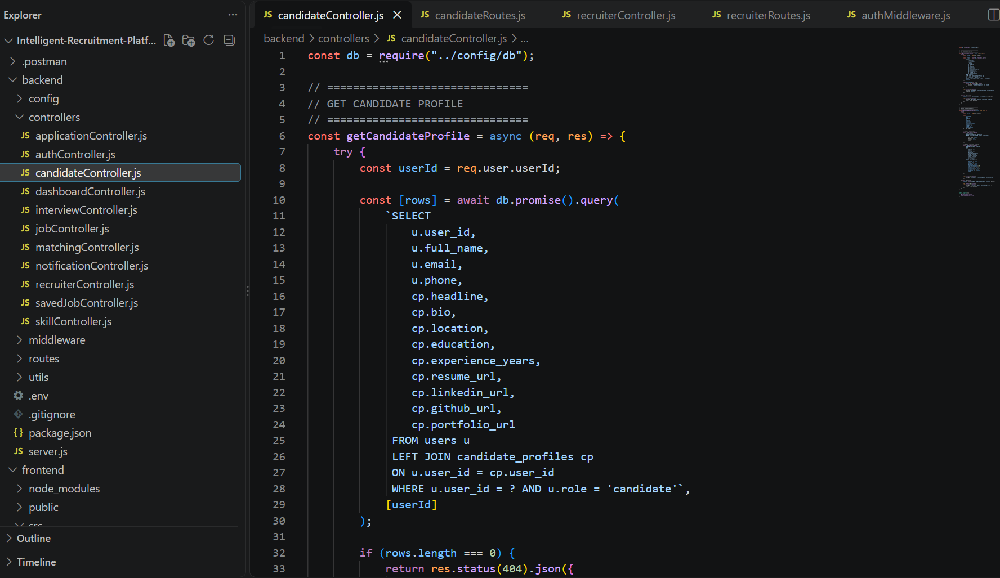 Explorer
Intelligent-Recruitment-Platf...
.postman
backend
config
controllers
JS applicationController.js
JS authController.js
JS candidateController.js
JS dashboardController.js
JS interviewController.js
JS jobController.js
JS matchingController.js
JS notificationController.js
JS recruiterController.js
JS savedJobController.js
JS skillController.js
middleware
routes
utils
.env
.gitignore
{} package.json
JS server.js
frontend
node_modules
public
src
Outline
Timeline
JS candidateController.js
JS candidateRoutes.js
JS recruiterController.js
JS recruiterRoutes.js
JS authMiddleware.js
backend > controllers > JS candidateController.js > ...
1 const db = require("../config/db");
2
3 // ===============================
4 // GET CANDIDATE PROFILE
5 // ===============================
6 const getCandidateProfile = async (req, res) => {
7 try {
8 const userId = req.user.userId;
9
10 const [rows] = await db.promise().query(
11 `SELECT
12 u.user_id,
13 u.full_name,
14 u.email,
15 u.phone,
16 cp.headline,
17 cp.bio,
18 cp.location,
19 cp.education,
20 cp.experience_years,
21 cp.resume_url,
22 cp.linkedin_url,
23 cp.github_url,
24 cp.portfolio_url
25 FROM users u
26 LEFT JOIN candidate_profiles cp
27 ON u.user_id = cp.user_id
28 WHERE u.user_id = ? AND u.role = 'candidate'`,
29 [userId]
30 );
31
32 if (rows.length === 0) {
33 return res.status(404).json({